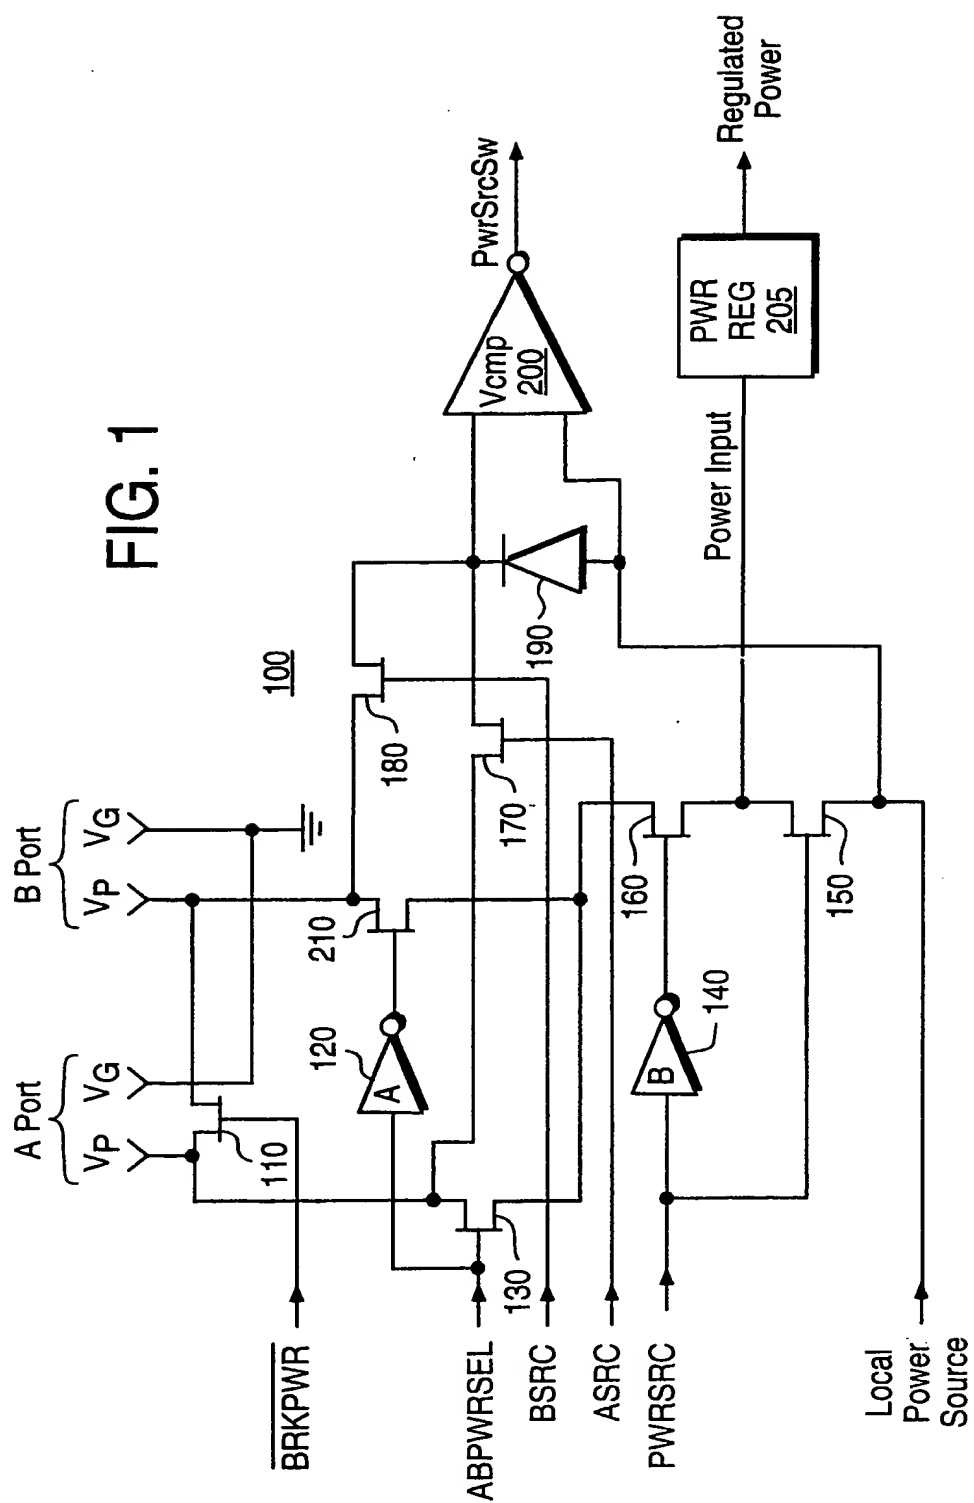 FIG. 1
100
A Port
VP
VG
B Port
VP
VG
110
120
A
130
210
180
170
190
Vcmp
200
PwrSrcSw
B
140
160
150
Power Input
PWR
REG
205
Regulated
Power
BRKPWR
ABPWRSEL
BSRC
ASRC
PWRSRC
Local
Power
Source